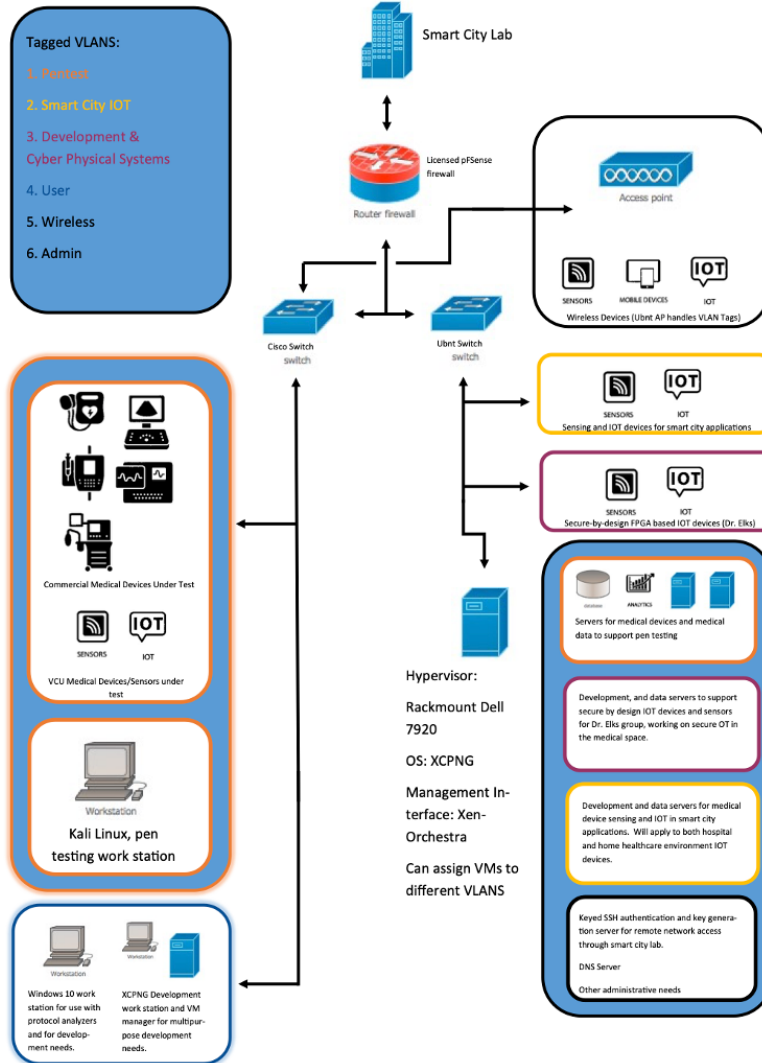 Tagged VLANS:
1. Pentest
2. Smart City IOT
3. Development &
Cyber Physical Systems
4. User
5. Wireless
6. Admin
Smart City Lab
Licensed pfSense
firewall
Router firewall
Access point
SENSORS
MOBILE DEVICES
IOT
IOT
Wireless Devices (Ubnt AP handles VLAN Tags)
Cisco Switch
switch
Ubnt Switch
switch
IOT
SENSORS
IOT
Sensing and IOT devices for smart city applications
IOT
SENSORS
IOT
Secure-by-design FPGA based IOT devices (Dr. Elks)
Commercial Medical Devices Under Test
IOT
SENSORS
IOT
VCU Medical Devices/Sensors under
test
Workstation
Kali Linux, pen
testing work station
Workstation
Windows 10 work
station for use with
protocol analyzers
and for develop-
ment needs.
Workstation
XCPNG Development
work station and VM
manager for multipur-
pose development
needs.
Hypervisor:
Rackmount Dell
7920
OS: XCPNG
Management In-
terface: Xen-
Orchestra
Can assign VMs to
different VLANS
database
ANALYTICS
Servers for medical devices and medical
data to support pen testing
Development, and data servers to support
secure by design IOT devices and sensors
for Dr. Elks group, working on secure OT in
the medical space.
Development and data servers for medical
device sensing and IOT in smart city
applications. Will apply to both hospital
and home healthcare environment IOT
devices.
Keyed SSH authentication and key genera-
tion server for remote network access
through smart city lab.
DNS Server
Other administrative needs